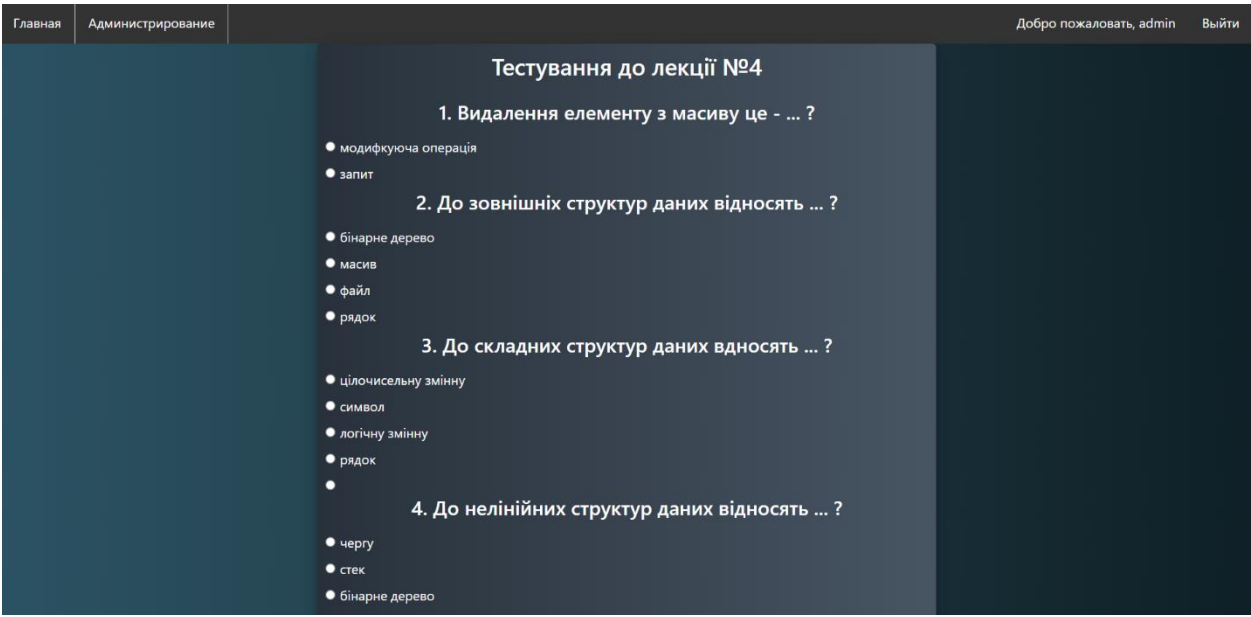 Главная Администрирование Добро пожаловать, admin Выйти
Тестування до лекції №4
1. Видалення елементу з масиву це - ... ?
модифкуюча операція
запит
2. До зовнішніх структур даних відносять ... ?
бінарне дерево
масив
файл
рядок
3. До складних структур даних вдносять ... ?
цілочисельну змінну
символ
логічну змінну
рядок
4. До нелінійних структур даних відносять ... ?
чергу
стек
бінарне дерево